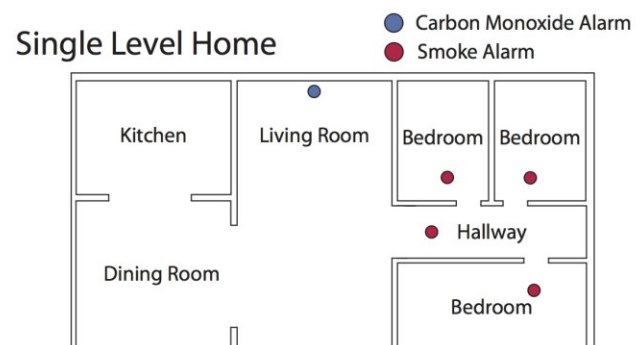 Single Level Home
Carbon Monoxide Alarm
Smoke Alarm
Kitchen
Living Room
Bedroom
Bedroom
Hallway
Dining Room
Bedroom